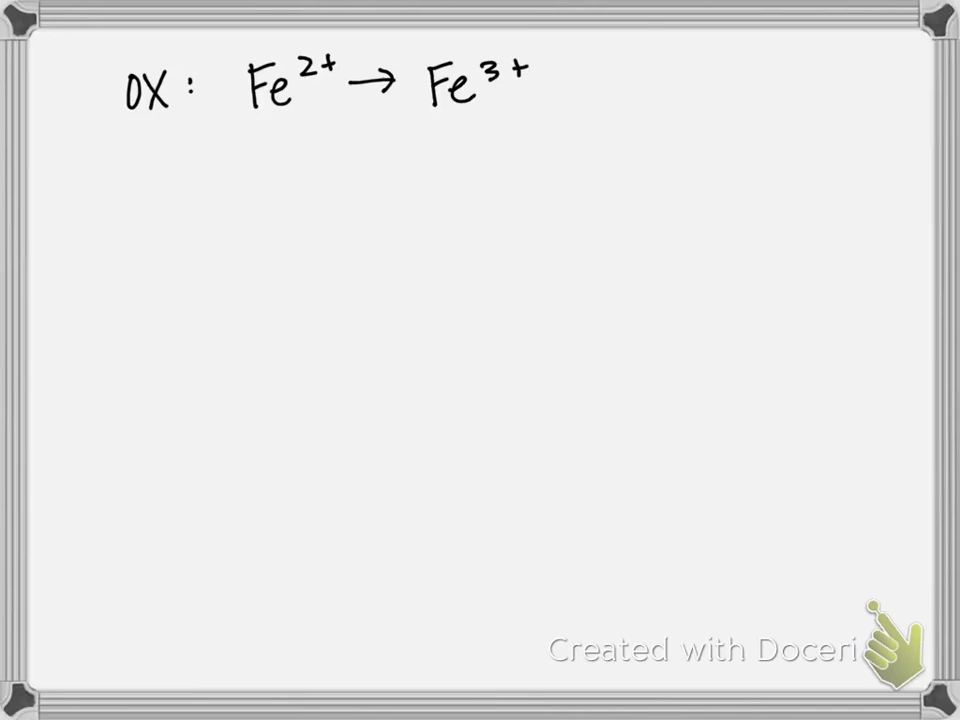 OX : Fe²⁺ → Fe³⁺
Created with Doceri